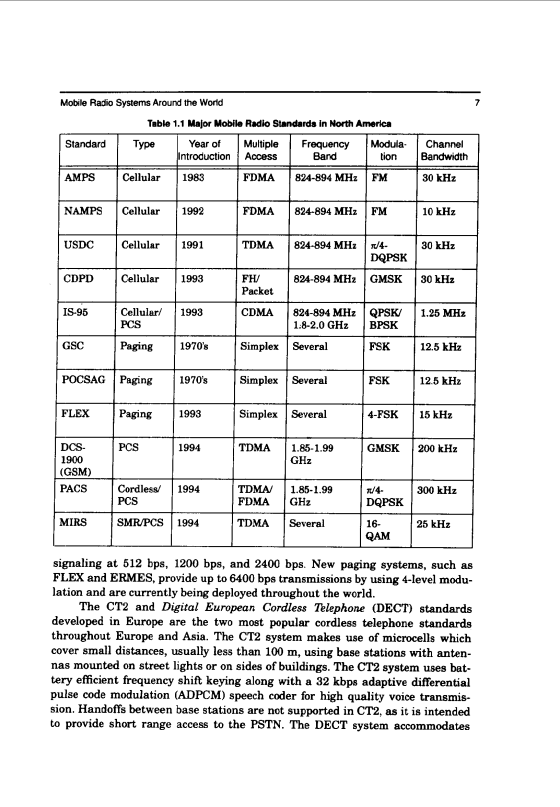 Mobile Radio Systems Around the World 7
Table 1.1 Major Mobile Radio Standards in North America
Standard Type Year of Introduction Multiple Access Frequency Band Modula-tion Channel Bandwidth
AMPS Cellular 1983 FDMA 824-894 MHz FM 30 kHz
NAMPS Cellular 1992 FDMA 824-894 MHz FM 10 kHz
USDC Cellular 1991 TDMA 824-894 MHz π/4-DQPSK 30 kHz
CDPD Cellular 1993 FH/Packet 824-894 MHz GMSK 30 kHz
IS-95 Cellular/PCS 1993 CDMA 824-894 MHz 1.8-2.0 GHz QPSK/BPSK 1.25 MHz
GSC Paging 1970's Simplex Several FSK 12.5 kHz
POCSAG Paging 1970's Simplex Several FSK 12.5 kHz
FLEX Paging 1993 Simplex Several 4-FSK 15 kHz
DCS-1900 (GSM) PCS 1994 TDMA 1.85-1.99 GHz GMSK 200 kHz
PACS Cordless/PCS 1994 TDMA/FDMA 1.85-1.99 GHz π/4-DQPSK 300 kHz
MIRS SMR/PCS 1994 TDMA Several 16-QAM 25 kHz
signaling at 512 bps, 1200 bps, and 2400 bps. New paging systems, such as
FLEX and ERMES, provide up to 6400 bps transmissions by using 4-level modu-
lation and are currently being deployed throughout the world.
The CT2 and Digital European Cordless Telephone (DECT) standards
developed in Europe are the two most popular cordless telephone standards
throughout Europe and Asia. The CT2 system makes use of microcells which
cover small distances, usually less than 100 m, using base stations with anten-
nas mounted on street lights or on sides of buildings. The CT2 system uses bat-
tery efficient frequency shift keying along with a 32 kbps adaptive differential
pulse code modulation (ADPCM) speech coder for high quality voice transmis-
sion. Handoffs between base stations are not supported in CT2, as it is intended
to provide short range access to the PSTN. The DECT system accommodates